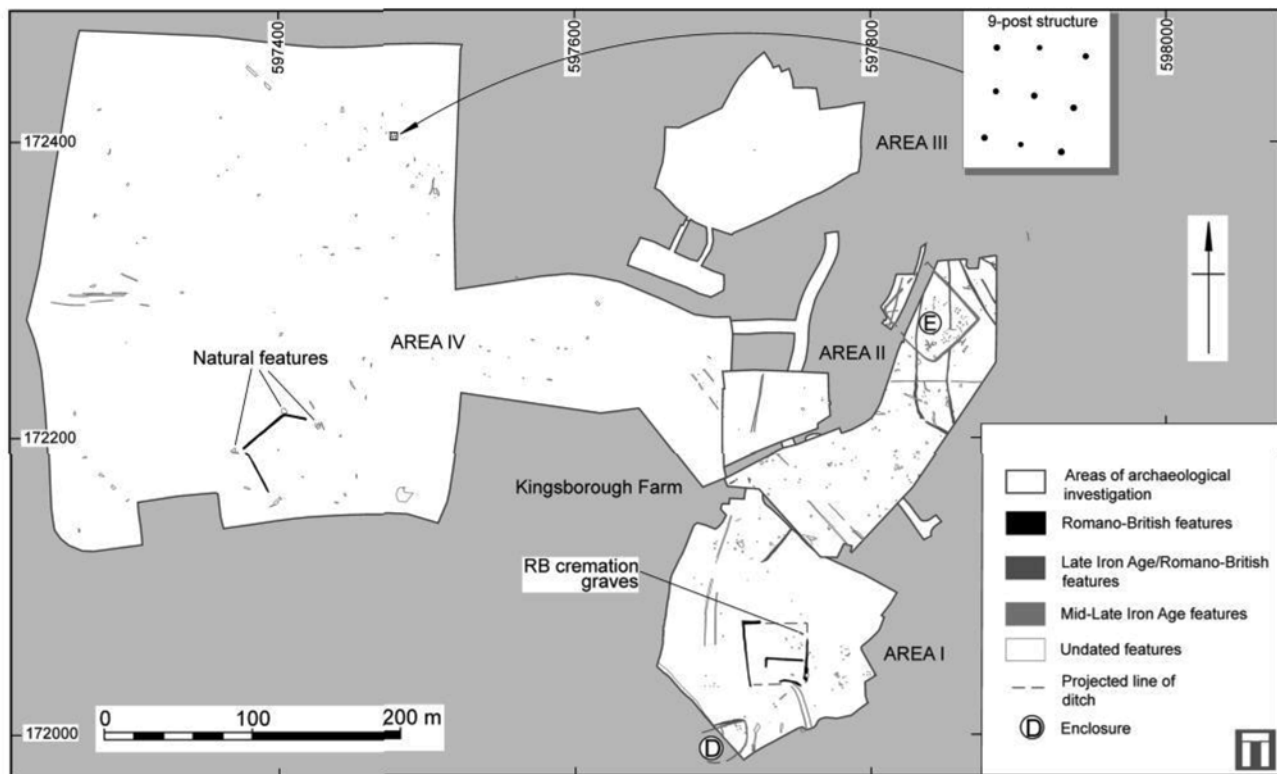 597400
597600
597800
598000
9-post structure
172400
AREA III
AREA IV
AREA II
E
Natural features
172200
Kingsborough Farm
RB cremation
graves
AREA I
0
100
200 m
172000
D
Areas of archaeological
investigation
Romano-British features
Late Iron Age/Romano-British
features
Mid-Late Iron Age features
Undated features
Projected line of
ditch
D
Enclosure